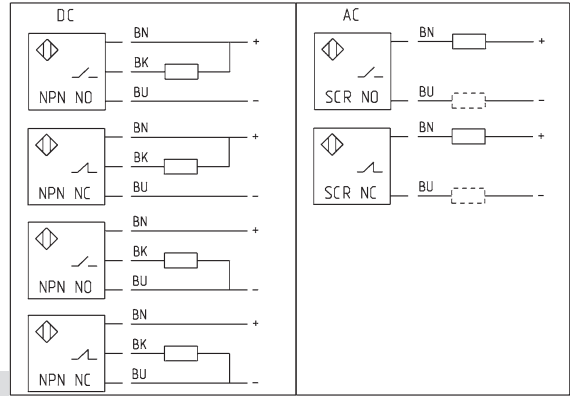 DC
BN
+
BK
NPN NO
BU
-
BN
+
BK
NPN NC
BU
-
BN
+
BK
NPN NO
BU
-
BN
+
BK
NPN NC
BU
-
AC
BN
+
SCR NO
BU
-
BN
+
SCR NC
BU
-